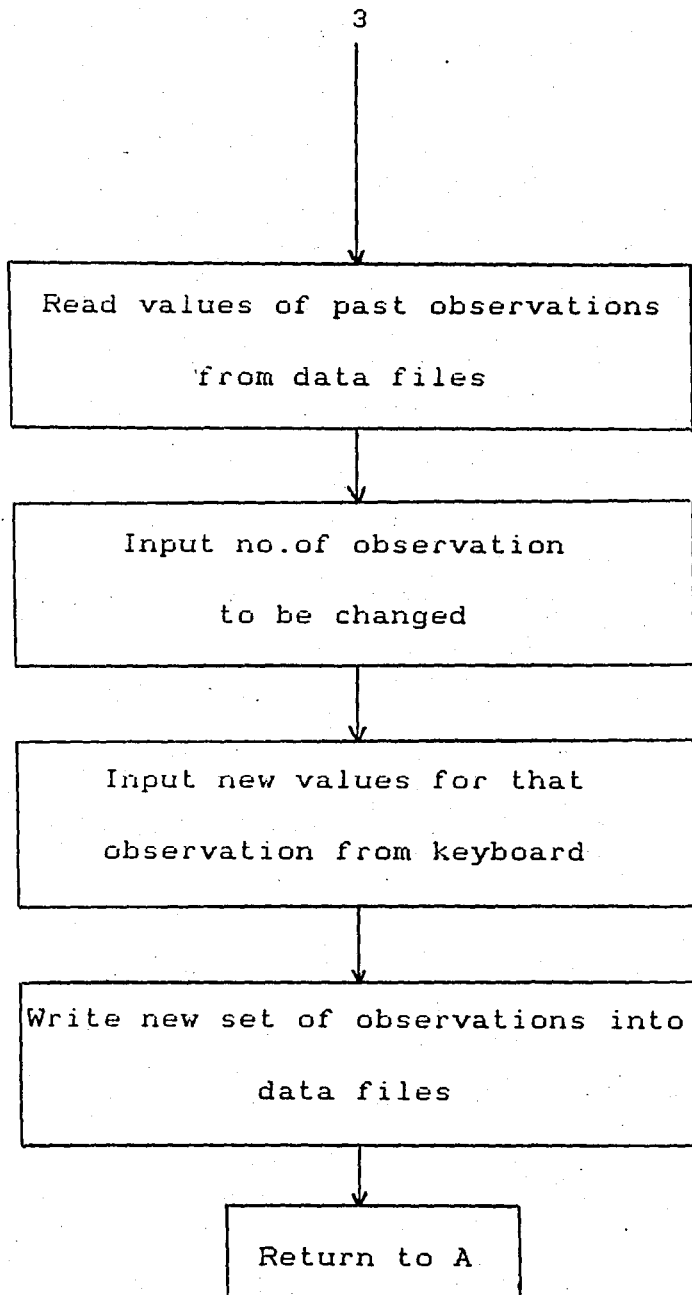 3
Read values of past observations
from data files
Input no.of observation
to be changed
Input new values for that
observation from keyboard
Write new set of observations into
data files
Return to A